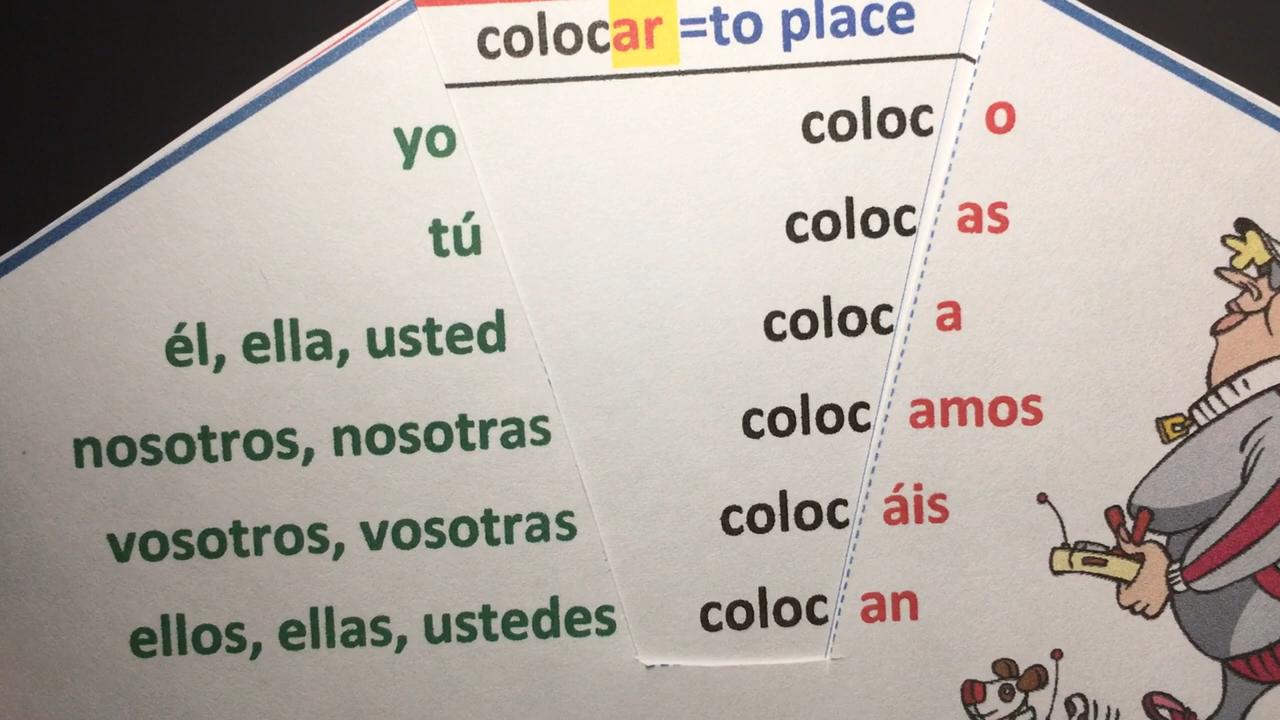 colocar =to place
yo coloc o
tú coloc as
él, ella, usted coloc a
nosotros, nosotras coloc amos
vosotros, vosotras coloc áis
ellos, ellas, ustedes coloc an